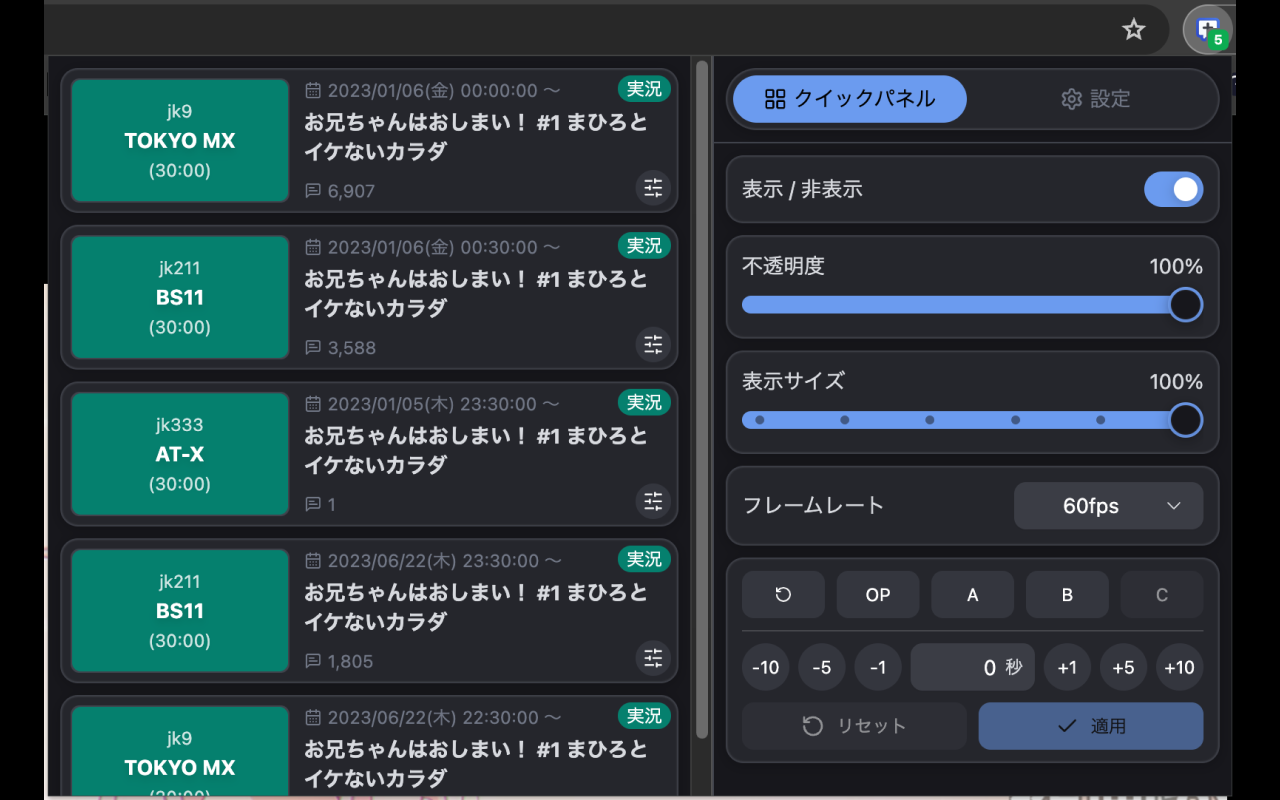 5
jk9
TOKYO MX
(30:00)
2023/01/06(金) 00:00:00 〜
実況
お兄ちゃんはおしまい！ #1 まひろと
イケないカラダ
6,907
jk211
BS11
(30:00)
2023/01/06(金) 00:30:00 〜
実況
お兄ちゃんはおしまい！ #1 まひろと
イケないカラダ
3,588
jk333
AT-X
(30:00)
2023/01/05(木) 23:30:00 〜
実況
お兄ちゃんはおしまい！ #1 まひろと
イケないカラダ
1
jk211
BS11
(30:00)
2023/06/22(木) 23:30:00 〜
実況
お兄ちゃんはおしまい！ #1 まひろと
イケないカラダ
1,805
jk9
TOKYO MX
(30:00)
2023/06/22(木) 22:30:00 〜
実況
お兄ちゃんはおしまい！ #1 まひろと
イケないカラダ
クイックパネル
設定
表示 / 非表示
不透明度
100%
表示サイズ
100%
フレームレート
60fps
OP
A
B
C
-10
-5
-1
0 秒
+1
+5
+10
リセット
適用